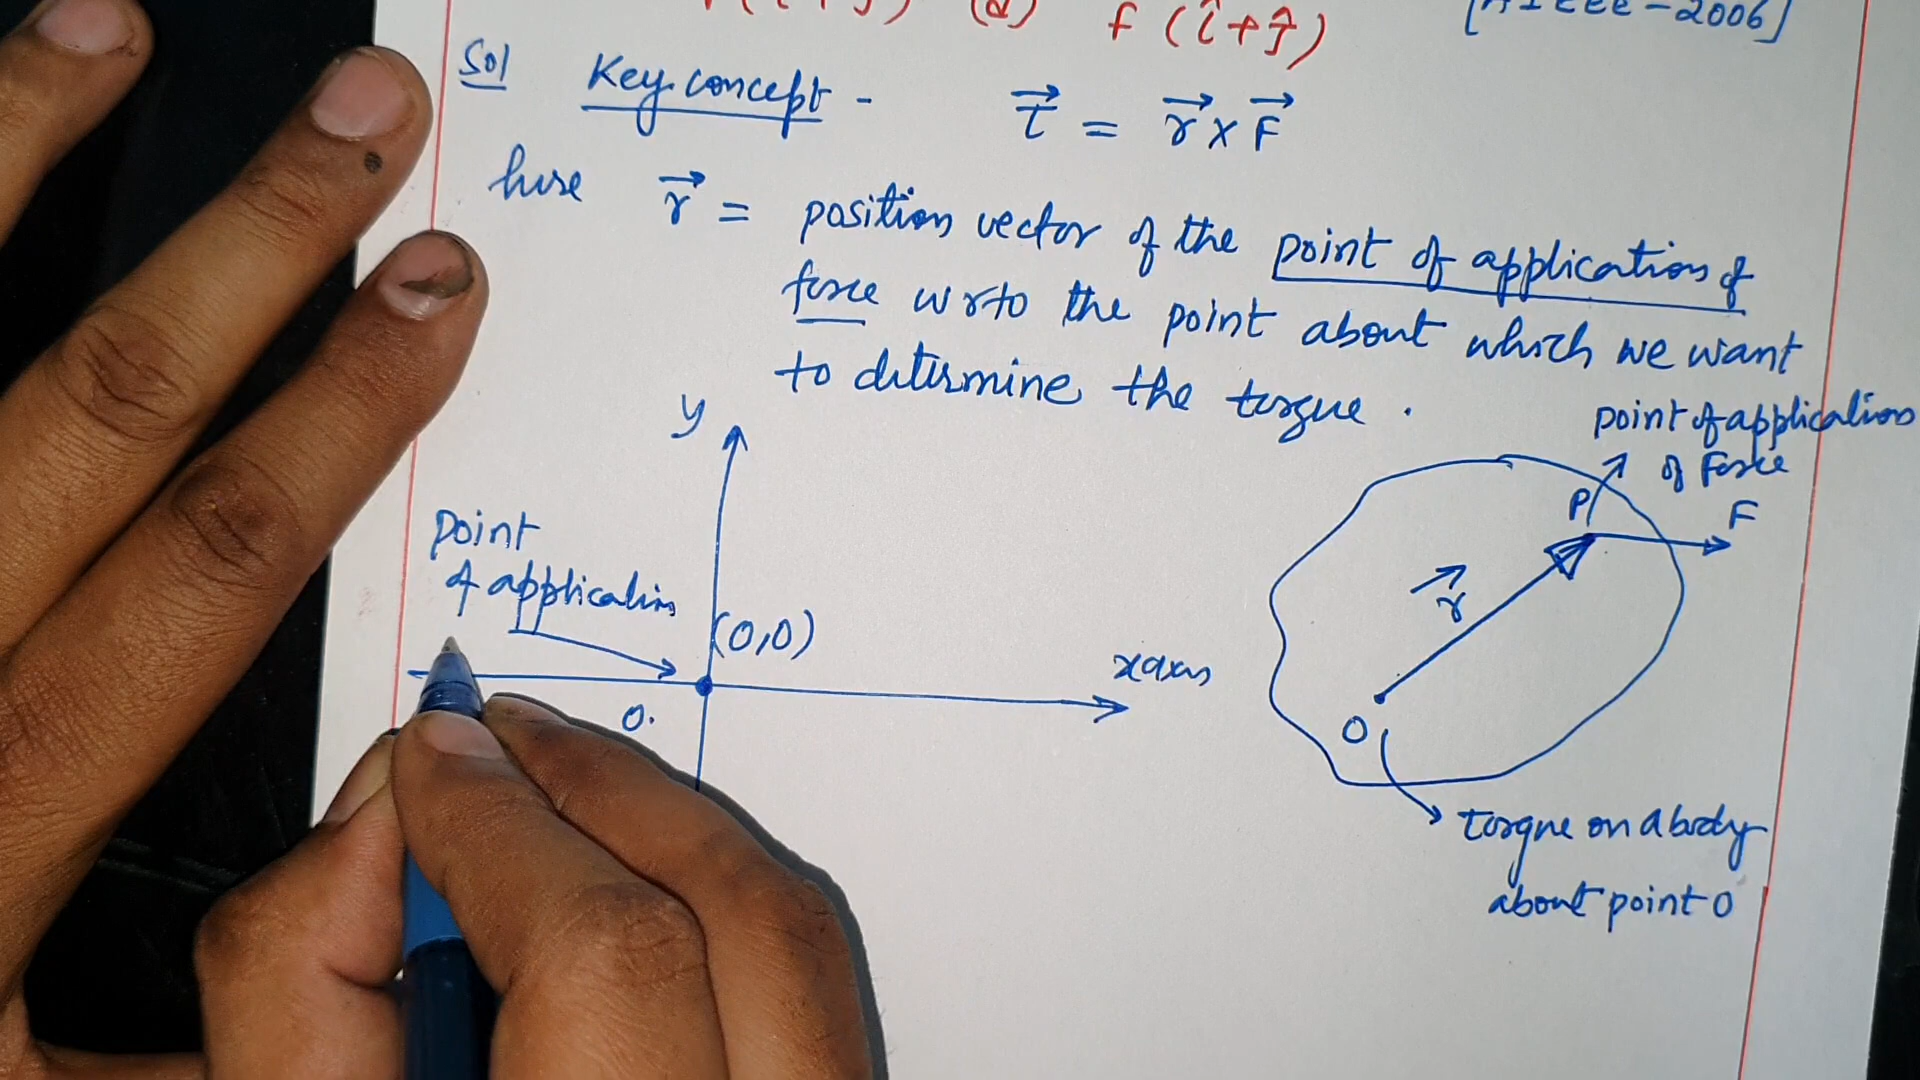 (d) F (î+ĵ) [AIEEE-2006]
Sol Key concept - τ⃗ = r⃗ × F⃗
here r⃗ = position vector of the point of application of
force w r to the point about which we want
to determine the torque.
y
point
of application
(0,0)
x axis
O.
point of application
of Force
P
F
r⃗
O
torque on a body
about point O